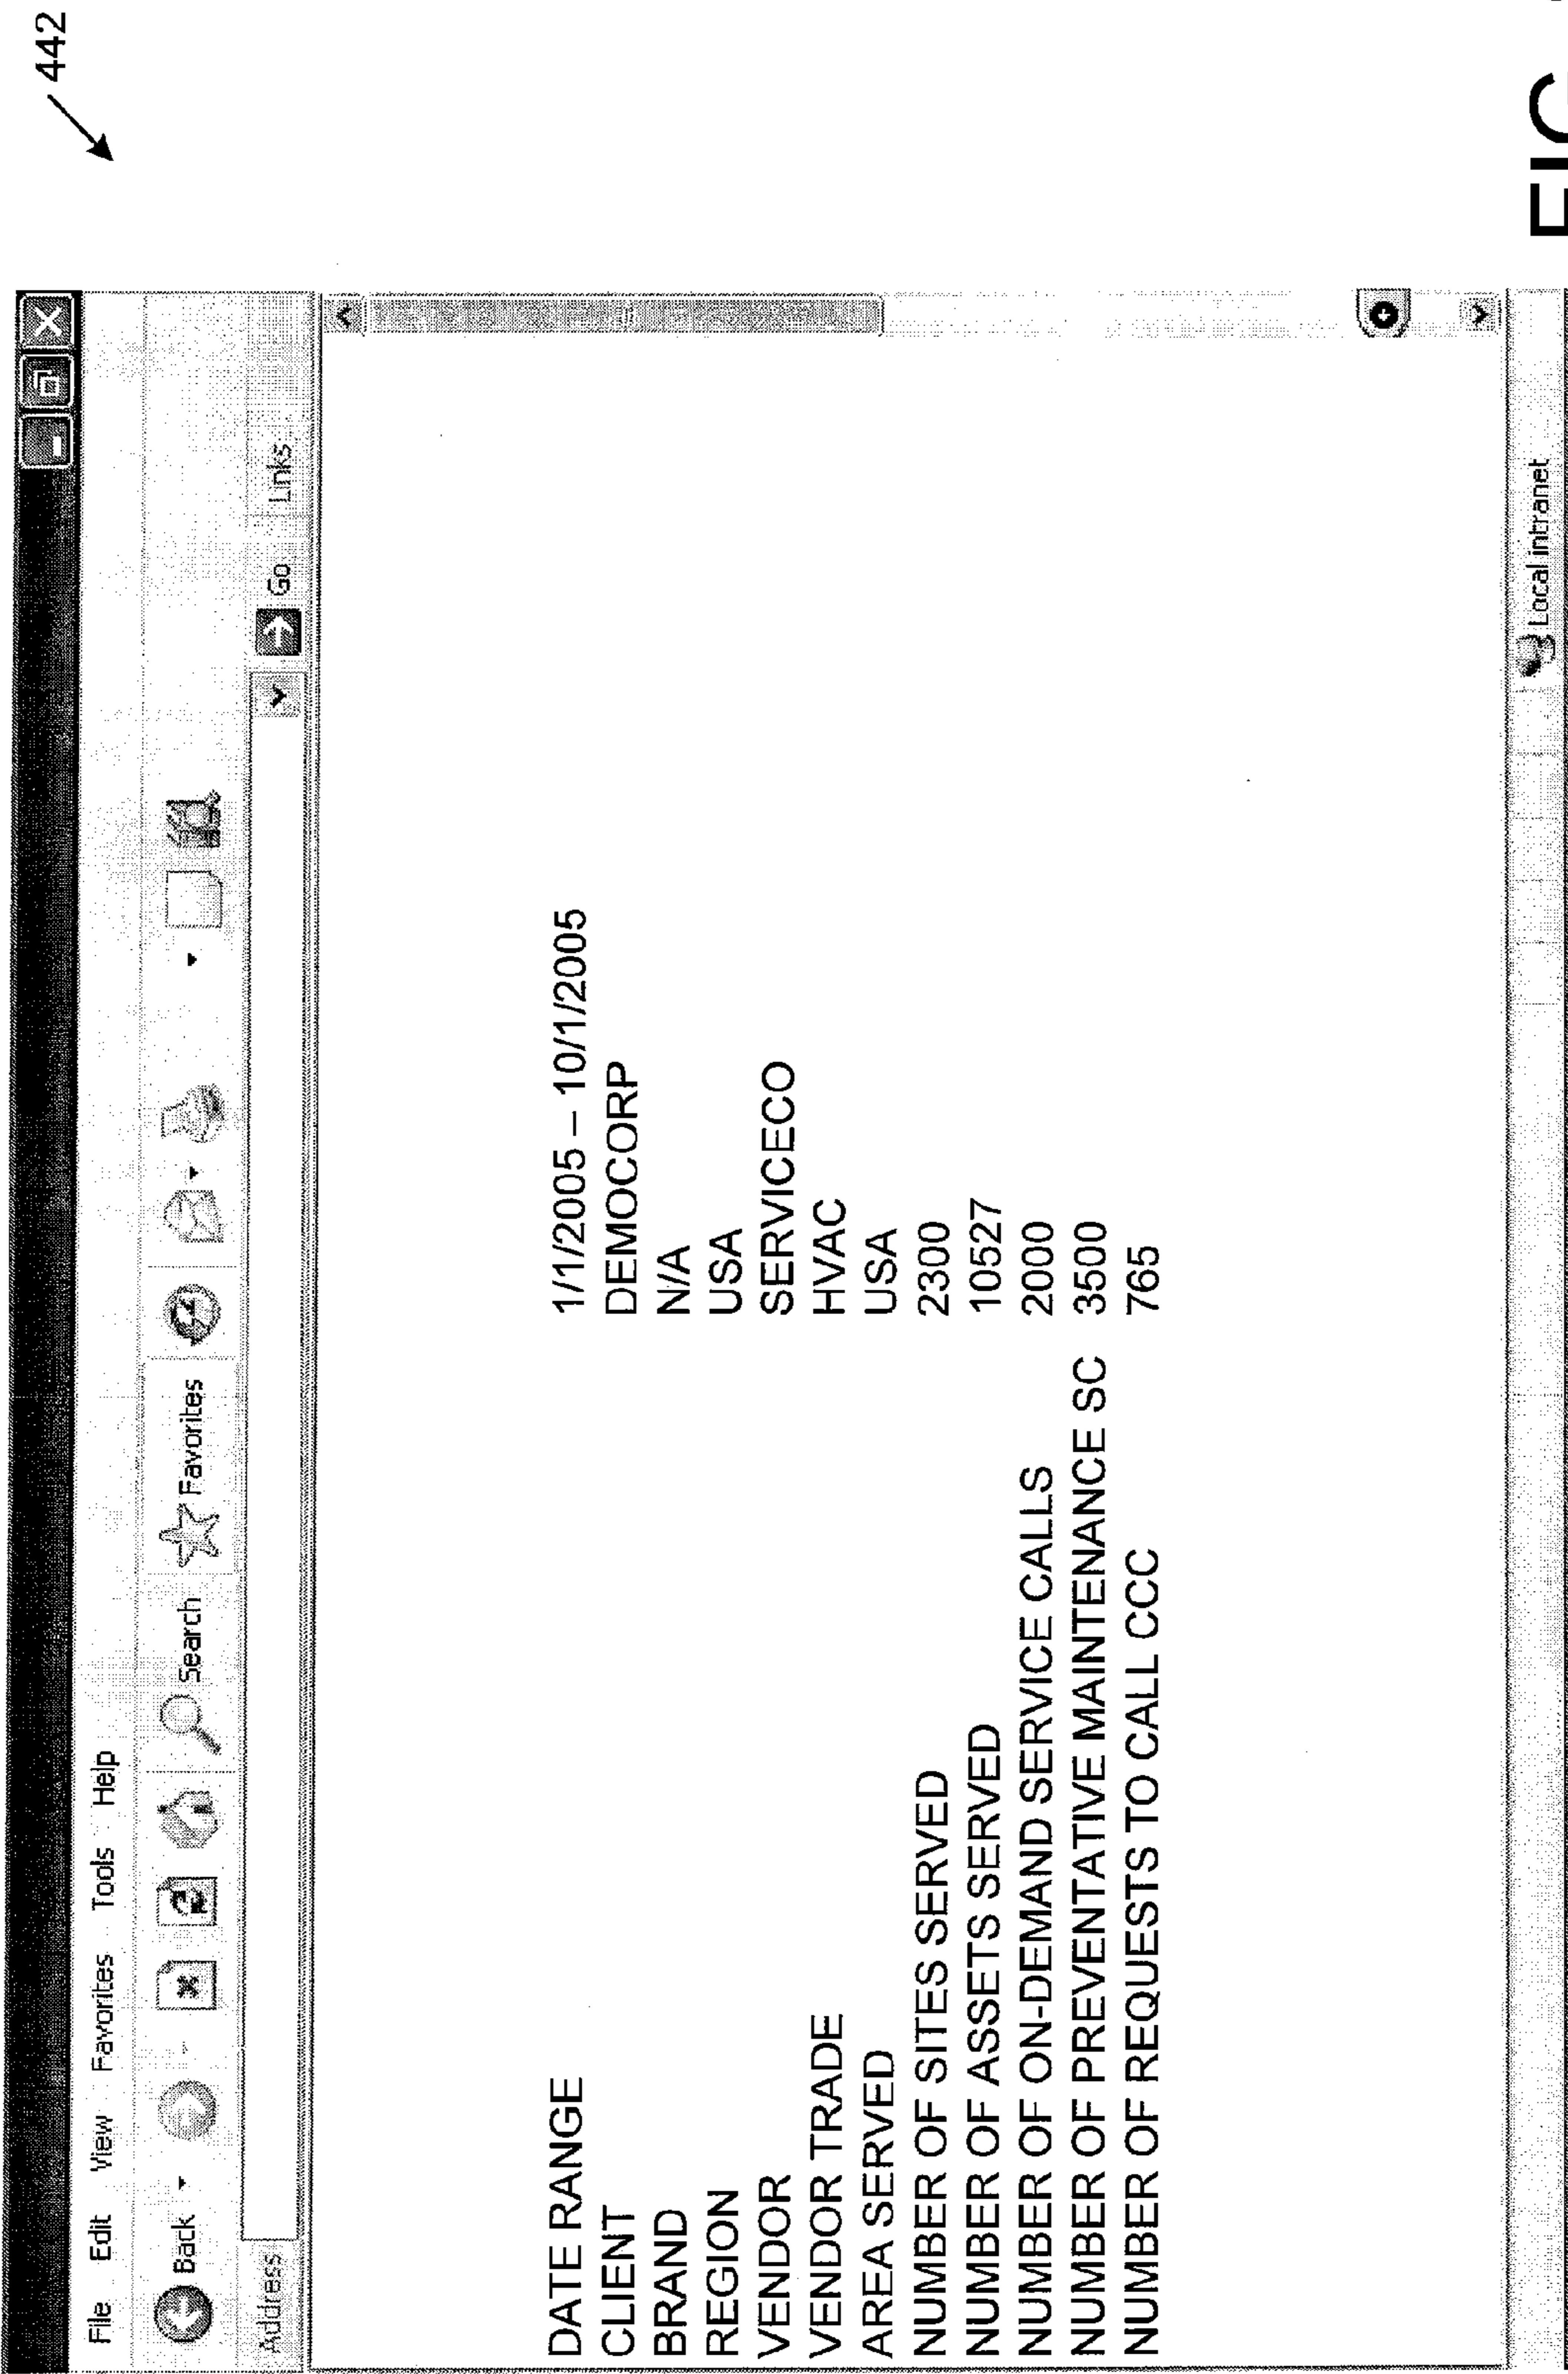 442
File Edit View Favorites Tools Help
Back Search Favorites
Address Go Links
DATE RANGE 1/1/2005 – 10/1/2005
CLIENT DEMOCORP
BRAND N/A
REGION USA
VENDOR SERVICECO
VENDOR TRADE HVAC
AREA SERVED USA
NUMBER OF SITES SERVED 2300
NUMBER OF ASSETS SERVED 10527
NUMBER OF ON-DEMAND SERVICE CALLS 2000
NUMBER OF PREVENTATIVE MAINTENANCE SC 3500
NUMBER OF REQUESTS TO CALL CCC 765
Local intranet